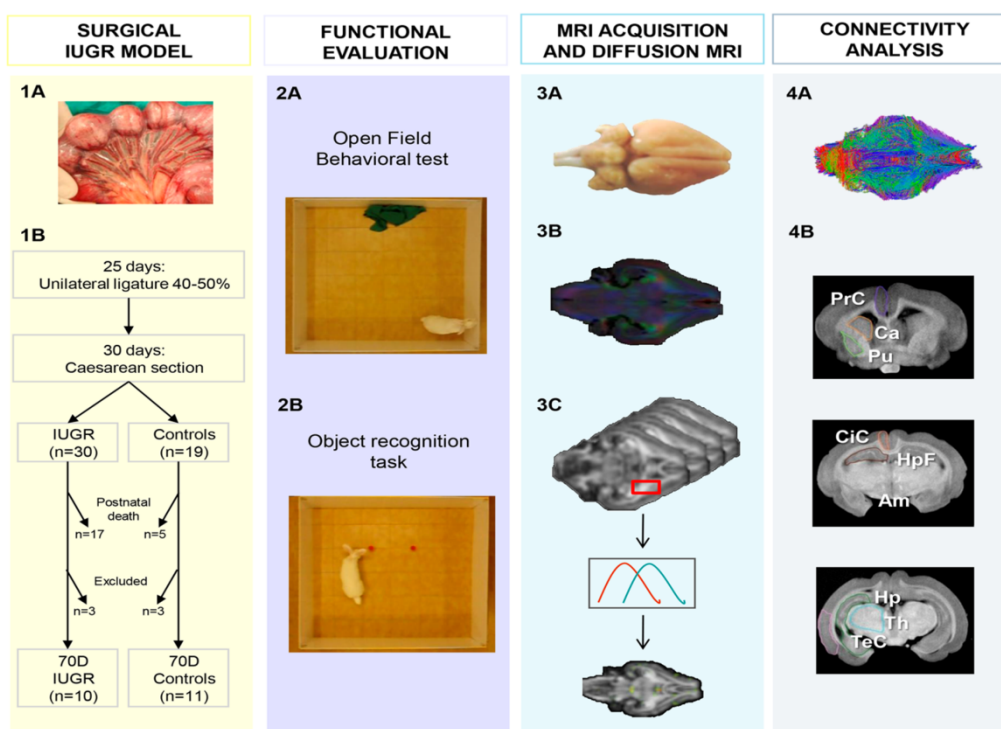 SURGICAL
IUGR MODEL
1A
1B
25 days:
Unilateral ligature 40-50%
30 days:
Caesarean section
IUGR
(n=30)
Controls
(n=19)
Postnatal
death
n=17
n=5
Excluded
n=3
n=3
70D
IUGR
(n=10)
70D
Controls
(n=11)
FUNCTIONAL
EVALUATION
2A
Open Field
Behavioral test
2B
Object recognition
task
MRI ACQUISITION
AND DIFFUSION MRI
3A
3B
3C
CONNECTIVITY
ANALYSIS
4A
4B
PrC
Ca
Pu
CiC
HpF
Am
Hp
Th
TeC